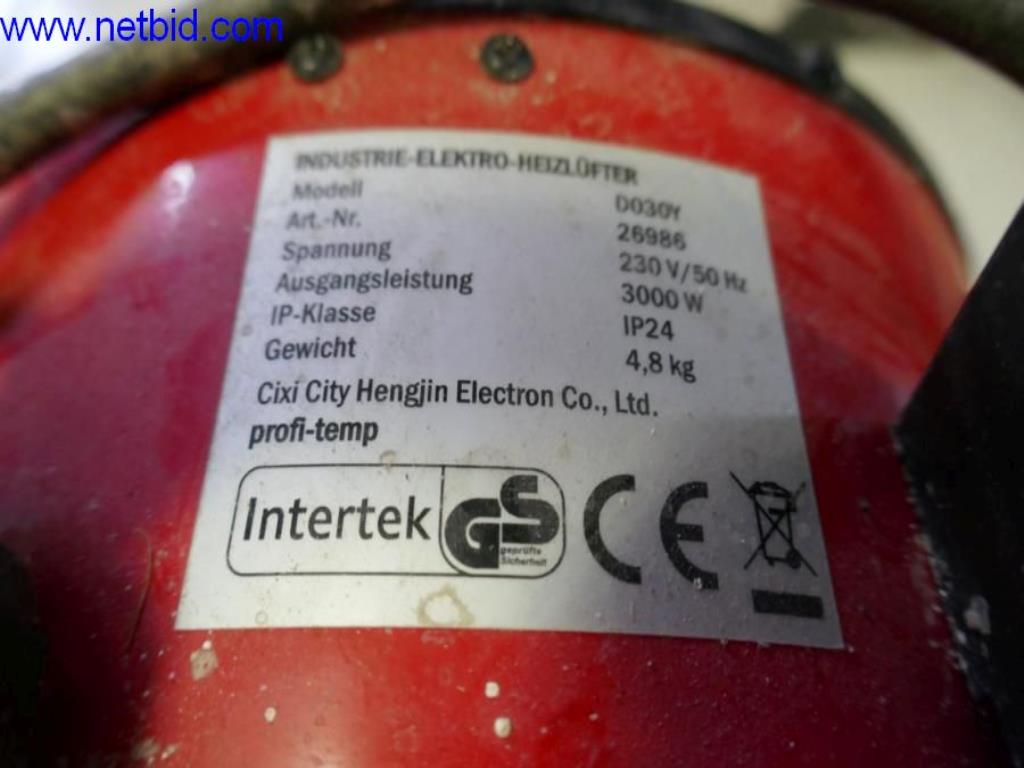 www.netbid.com
INDUSTRIE-ELEKTRO-HEIZLÜFTER
Modell D030Y
Art.-Nr. 26986
Spannung 230 V/50 Hz
Ausgangsleistung 3000 W
IP-Klasse IP24
Gewicht 4,8 kg
Cixi City Hengjin Electron Co., Ltd.
profi-temp
Intertek GS CE
geprüfte
Sicherheit